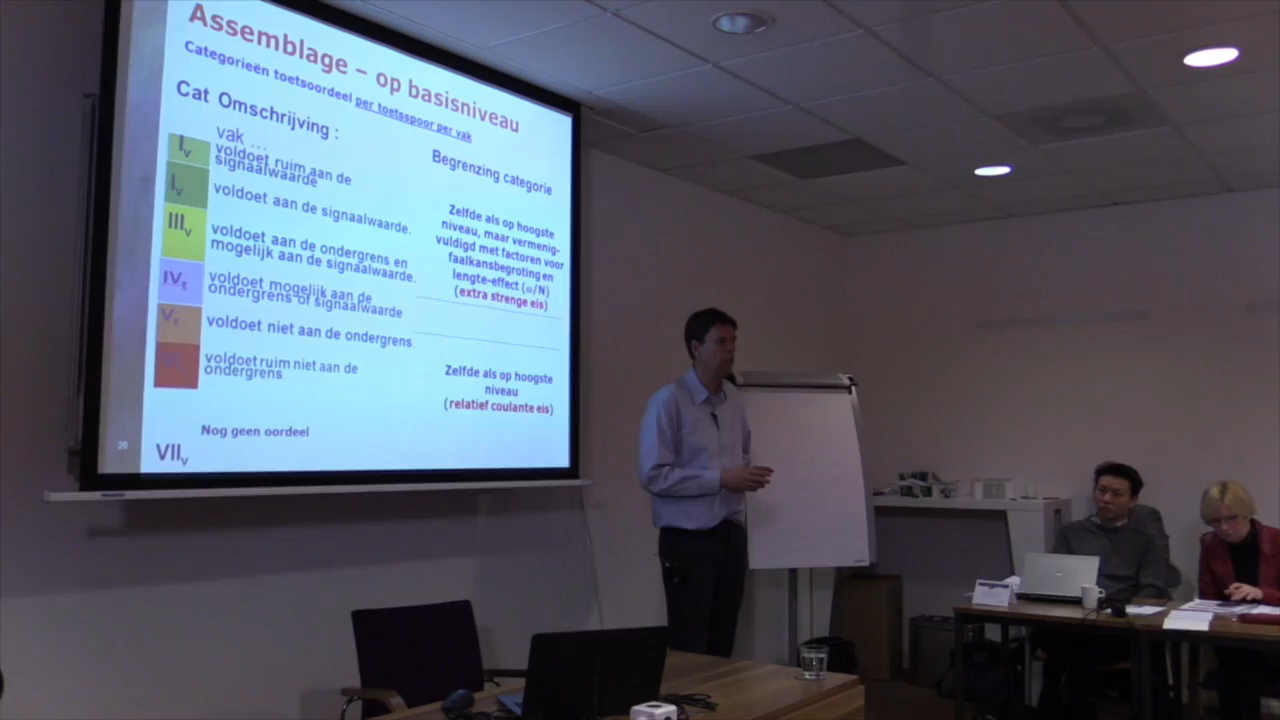 Assemblage – op basisniveau
Categorieën toetsoordeel per toetsspoor per vak
Cat Omschrijving :
vak ...
Begrenzing categorie
Iv
voldoet ruim aan de
signaalwaarde
Iv
voldoet aan de signaalwaarde.
IIIv
voldoet aan de ondergrens en
mogelijk aan de signaalwaarde.
Zelfde als op hoogste
niveau, maar vermenig-
vuldigd met factoren voor
faalkansbegroting en
lengte-effect (ω/N)
(extra strenge eis)
IVt
voldoet mogelijk aan de
ondergrens of signaalwaarde
Vt
voldoet niet aan de ondergrens
voldoet ruim niet aan de
ondergrens
Zelfde als op hoogste
niveau
(relatief coulante eis)
Nog geen oordeel
VIIv